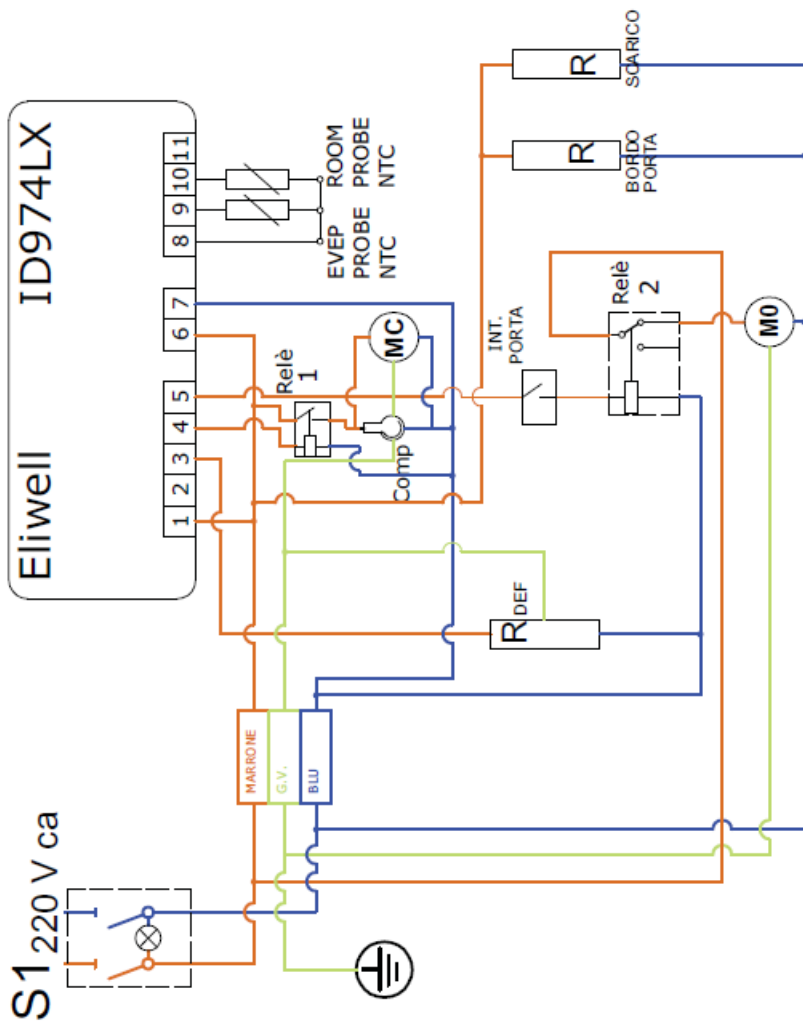 Eliwell ID974LX
1 2 3 4 5 6 7 8 9 10 11
EVEP
PROBE
NTC
ROOM
PROBE
NTC
Relè
1
MC
Comp
INT.
PORTA
Relè
2
M0
R
BORDO
PORTA
R
SCARICO
R DEF
MARRONE
G.V.
BLU
S1 220 V ca